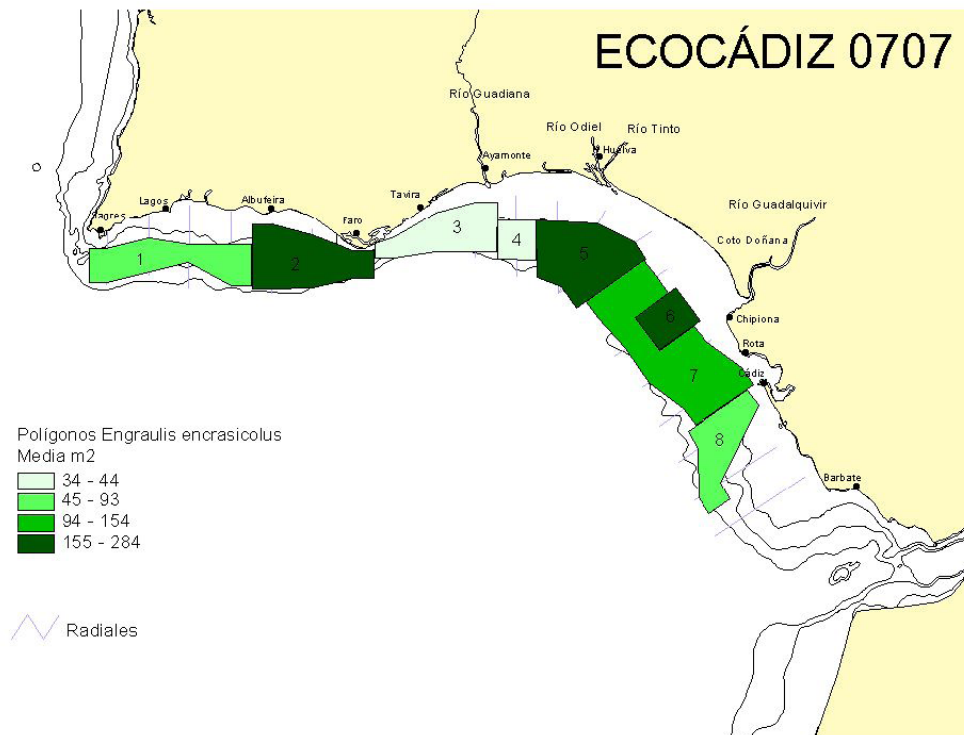 ECOCÁDIZ 0707
Río Guadiana
Río Odiel
Río Tinto
Huelva
Ayamonte
Río Guadalquivir
Tavira
Lagos
Albufeira
Sagres
Faro
Coto Doñana
1
2
3
4
5
6
7
8
Chipiona
Rota
Cádiz
Barbate
Polígonos Engraulis encrasicolus
Media m2
34 - 44
45 - 93
94 - 154
155 - 284
Radiales